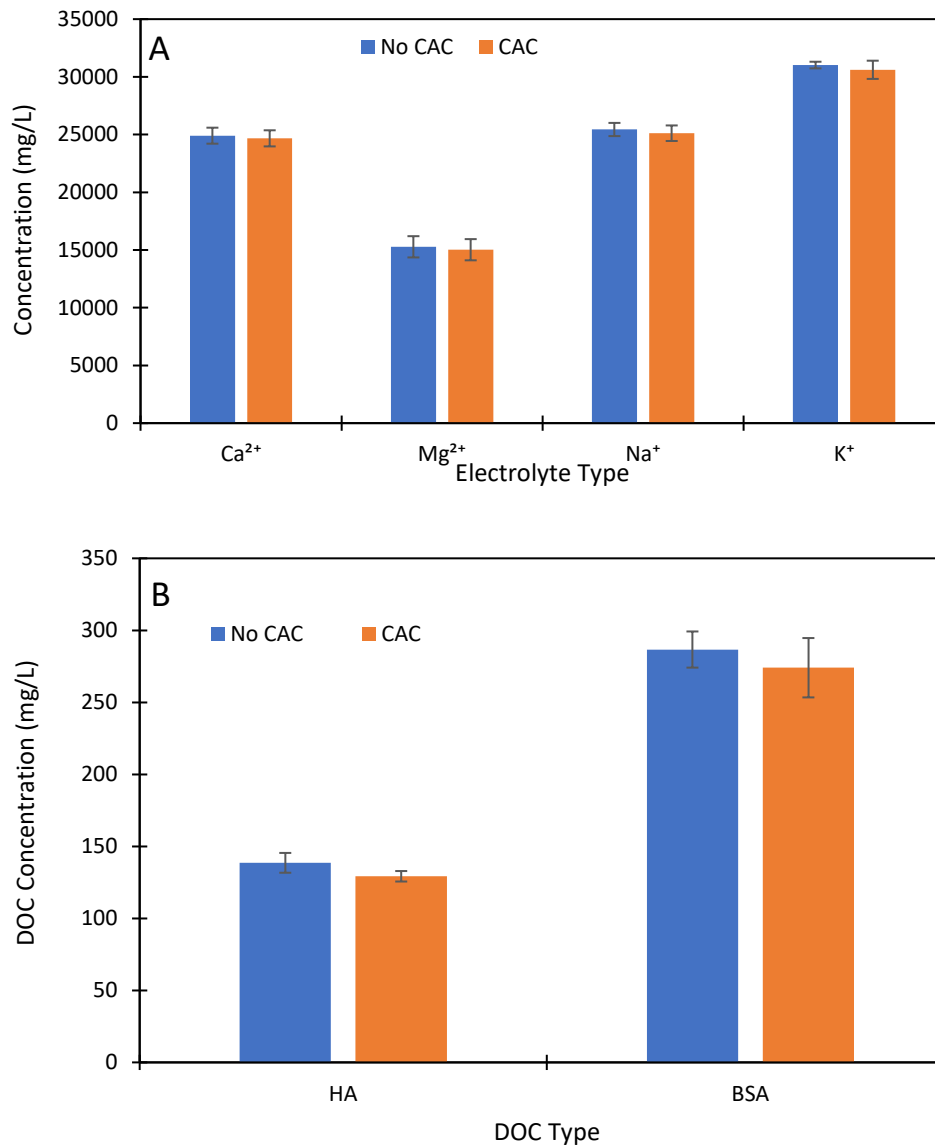 A
No CAC CAC
Concentration (mg/L)
35000
30000
25000
20000
15000
10000
5000
0
Ca²⁺ Mg²⁺ Na⁺ K⁺
Electrolyte Type
B
No CAC CAC
DOC Concentration (mg/L)
350
300
250
200
150
100
50
0
HA BSA
DOC Type